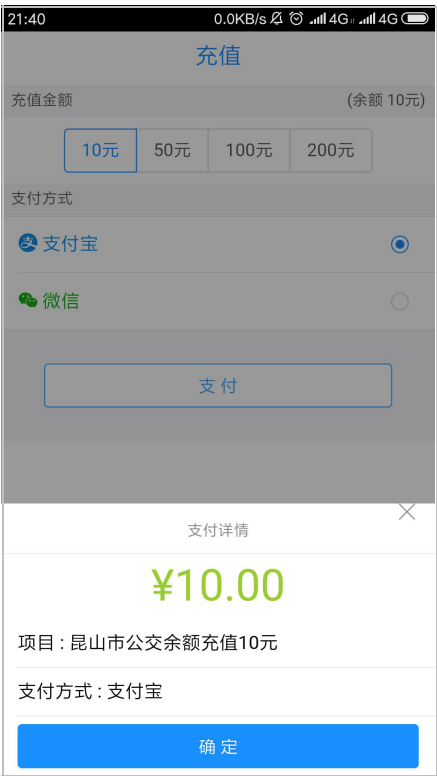 21:40 0.0KB/s 4G 4G
充值
充值金额 (余额 10元)
10元 50元 100元 200元
支付方式
支付宝
微信
支 付
支付详情
¥10.00
项目 : 昆山市公交余额充值10元
支付方式 : 支付宝
确 定